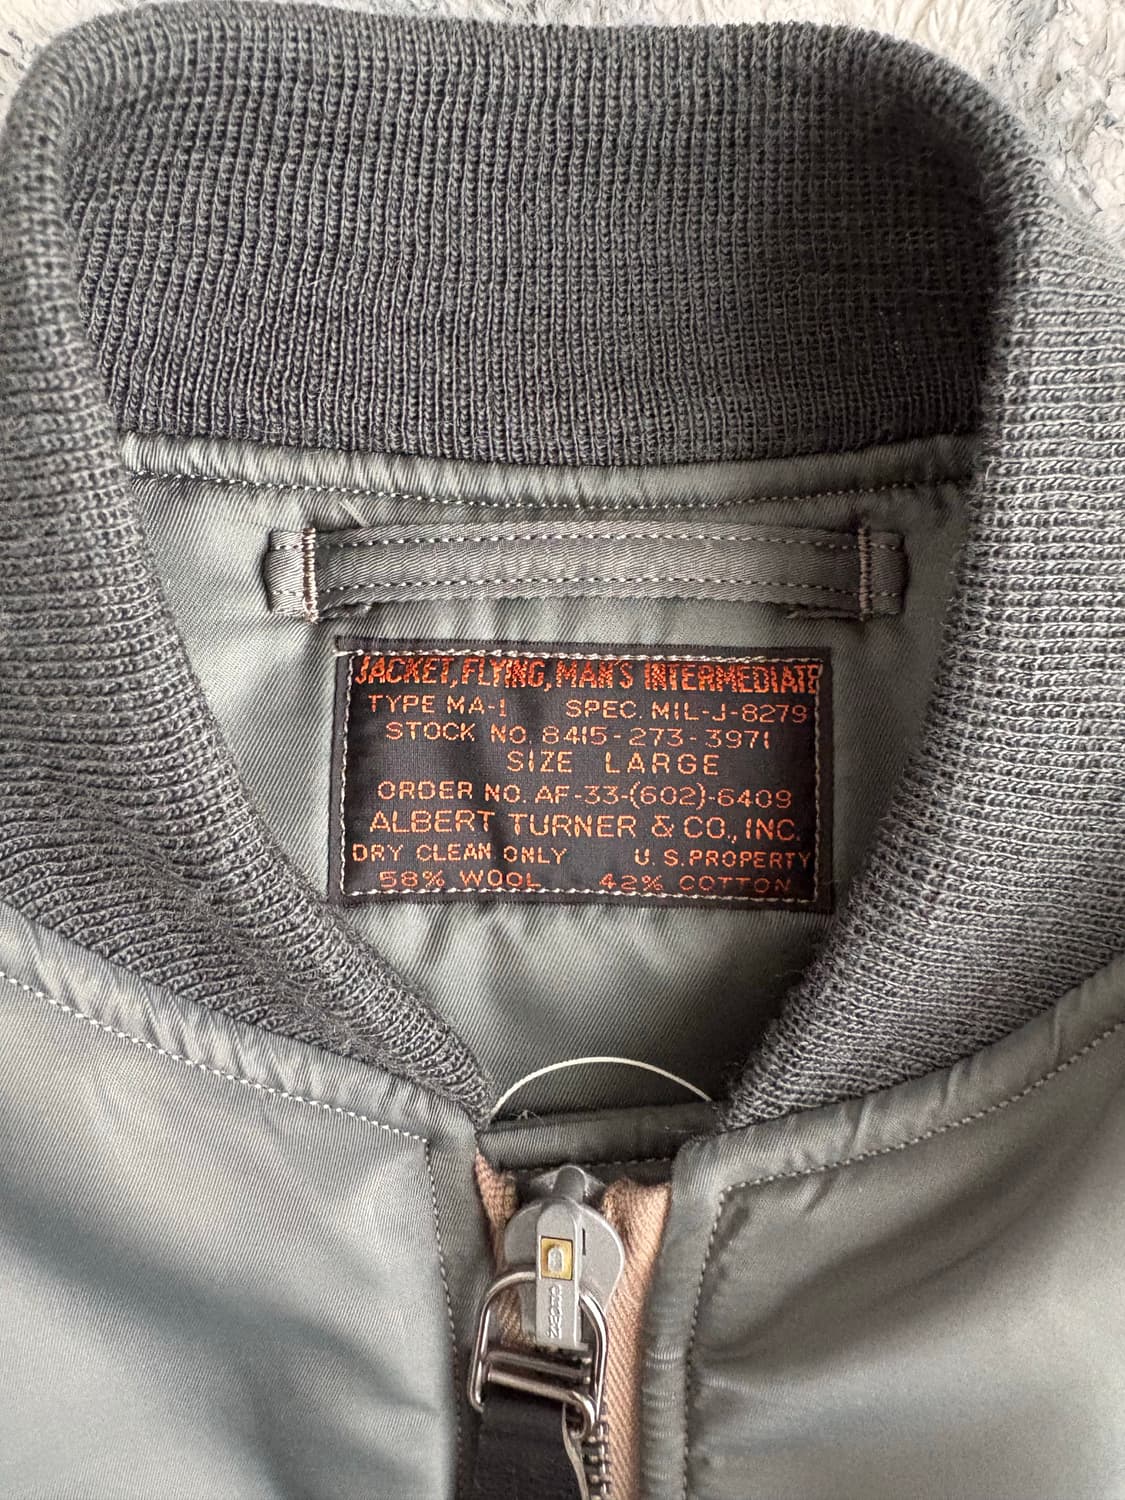 JACKET, FLYING, MAN'S INTERMEDIATE
TYPE MA-1 SPEC. MIL-J-8279
STOCK NO. 8415-273-3971
SIZE LARGE
ORDER NO. AF-33-(602)-6409
ALBERT TURNER & CO., INC.
DRY CLEAN ONLY U.S. PROPERTY
58% WOOL 42% COTTON